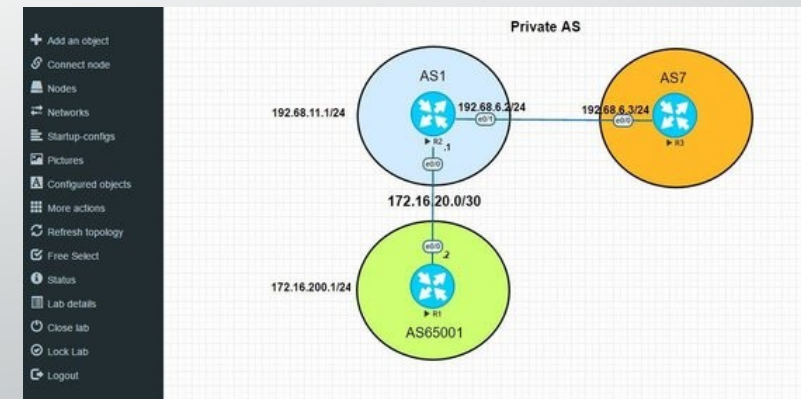 Add an object
Connect node
Nodes
Networks
Startup-configs
Pictures
Configured objects
More actions
Refresh topology
Free Select
Status
Lab details
Close lab
Lock Lab
Logout
Private AS
AS1
AS7
192.68.11.1/24
192.68.6.2/24
192.68.6.3/24
e0/1
e0/0
R2
.1
R3
e0/0
172.16.20.0/30
e0/0
.2
172.16.200.1/24
R1
AS65001